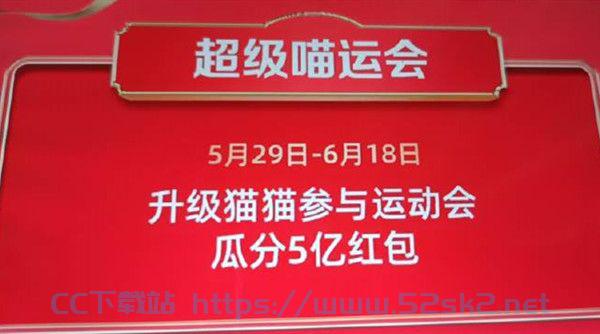 超级喵运会
5月29日-6月18日
升级猫猫参与运动会
瓜分5亿红包
CC下载站 https://www.52sk2.net